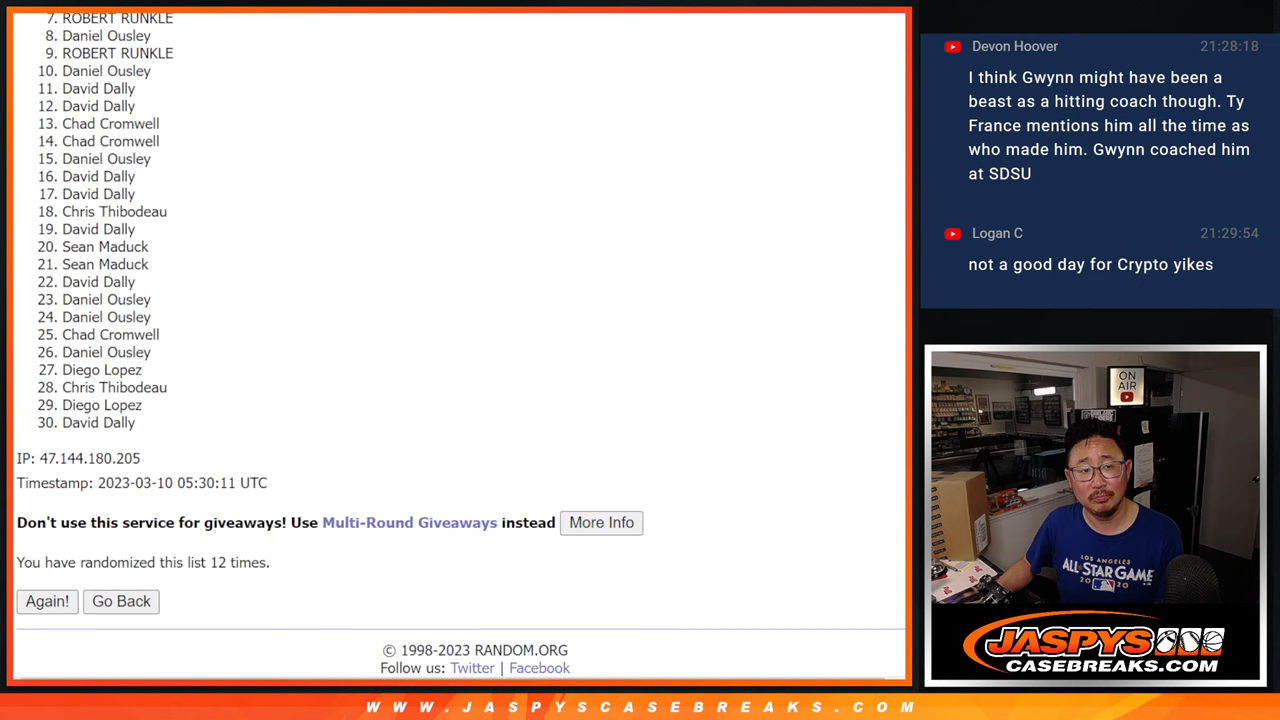 7. ROBERT RUNKLE
8. Daniel Ousley
9. ROBERT RUNKLE
10. Daniel Ousley
11. David Dally
12. David Dally
13. Chad Cromwell
14. Chad Cromwell
15. Daniel Ousley
16. David Dally
17. David Dally
18. Chris Thibodeau
19. David Dally
20. Sean Maduck
21. Sean Maduck
22. David Dally
23. Daniel Ousley
24. Daniel Ousley
25. Chad Cromwell
26. Daniel Ousley
27. Diego Lopez
28. Chris Thibodeau
29. Diego Lopez
30. David Dally
IP: 47.144.180.205
Timestamp: 2023-03-10 05:30:11 UTC
Don't use this service for giveaways! Use Multi-Round Giveaways instead More Info
You have randomized this list 12 times.
Again! Go Back
© 1998-2023 RANDOM.ORG
Follow us: Twitter | Facebook
Devon Hoover 21:28:18
I think Gwynn might have been a
beast as a hitting coach though. Ty
France mentions him all the time as
who made him. Gwynn coached him
at SDSU
Logan C 21:29:54
not a good day for Crypto yikes
ON
AIR
LOS ANGELES
ALL STAR GAME
2020
JASPYS
CASEBREAKS.COM
WWW.JASPYSCASEBREAKS.COM